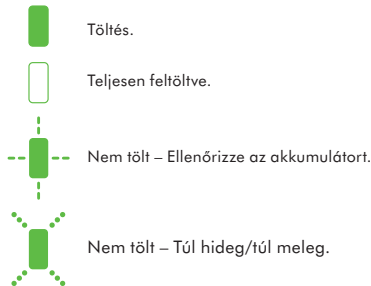 Töltés.
Teljesen feltöltve.
Nem tölt – Ellenőrizze az akkumulátort.
Nem tölt – Túl hideg/túl meleg.